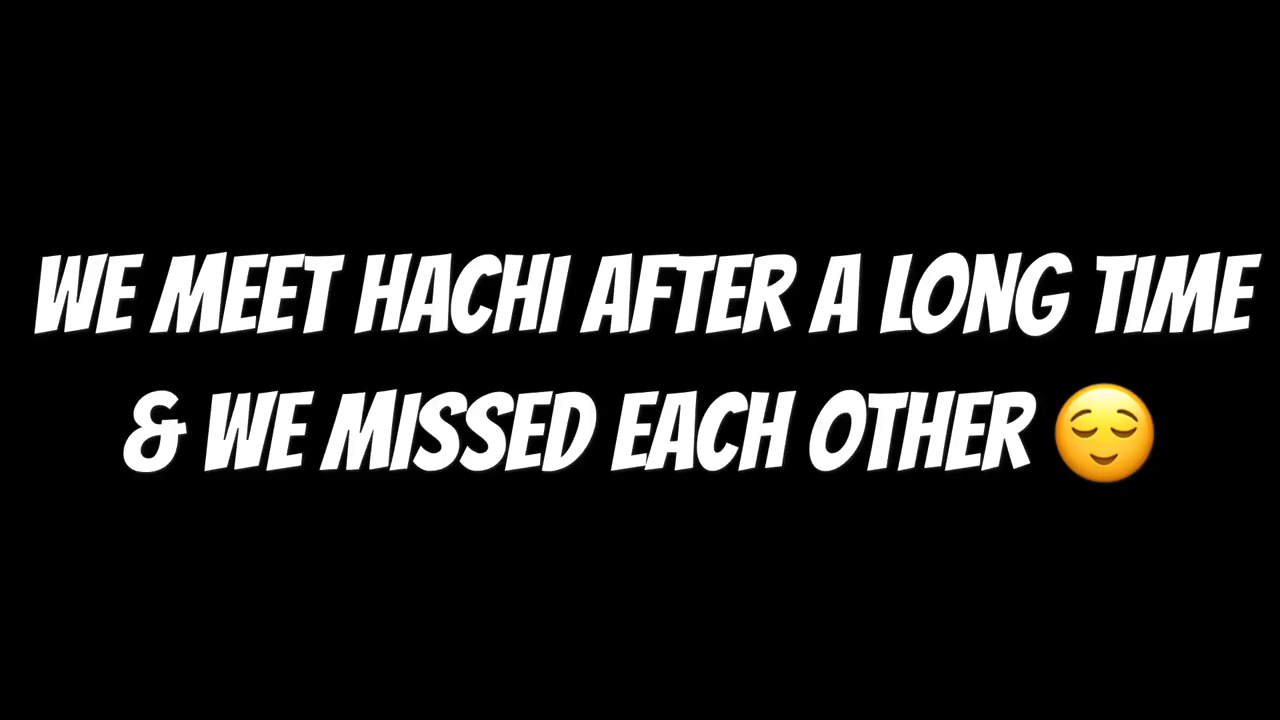 WE MEET HACHI AFTER A LONG TIME
& WE MISSED EACH OTHER 😌